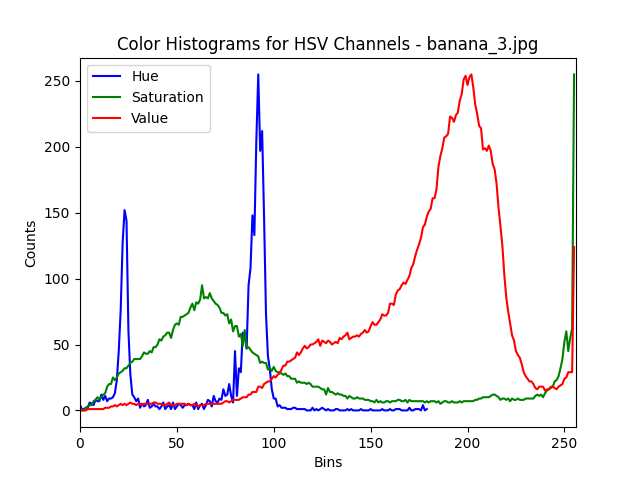 Color Histograms for HSV Channels - banana_3.jpg
Hue
Saturation
Value
Counts
250
200
150
100
50
0
0 50 100 150 200 250
Bins